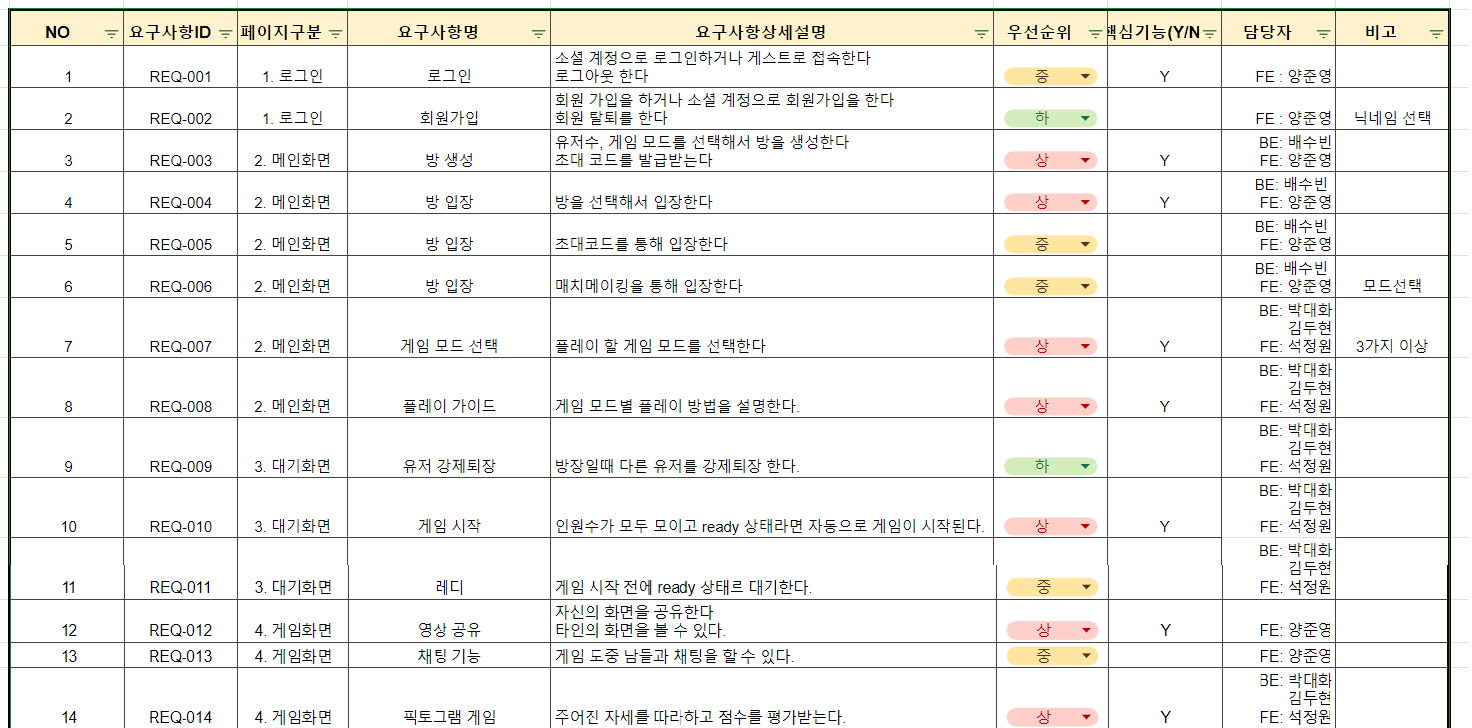 NO 요구사항ID 페이지구분 요구사항명 요구사항상세설명 우선순위 핵심기능(Y/N 담당자 비고
1 REQ-001 1. 로그인 로그인 소셜 계정으로 로그인하거나 게스트로 접속한다
로그아웃 한다 중 Y FE : 양준영
2 REQ-002 1. 로그인 회원가입 회원 가입을 하거나 소셜 계정으로 회원가입을 한다
회원 탈퇴를 한다 하 FE : 양준영 닉네임 선택
3 REQ-003 2. 메인화면 방 생성 유저수, 게임 모드를 선택해서 방을 생성한다
초대 코드를 발급받는다 상 Y BE: 배수빈
FE: 양준영
4 REQ-004 2. 메인화면 방 입장 방을 선택해서 입장한다 상 Y BE: 배수빈
FE: 양준영
5 REQ-005 2. 메인화면 방 입장 초대코드를 통해 입장한다 중 BE: 배수빈
FE: 양준영
6 REQ-006 2. 메인화면 방 입장 매치메이킹을 통해 입장한다 중 BE: 배수빈
FE: 양준영 모드선택
7 REQ-007 2. 메인화면 게임 모드 선택 플레이 할 게임 모드를 선택한다 상 Y BE: 박대화
김두현
FE: 석정원 3가지 이상
8 REQ-008 2. 메인화면 플레이 가이드 게임 모드별 플레이 방법을 설명한다. 상 Y BE: 박대화
김두현
FE: 석정원
9 REQ-009 3. 대기화면 유저 강제퇴장 방장일때 다른 유저를 강제퇴장 한다. 하 BE: 박대화
김두현
FE: 석정원
10 REQ-010 3. 대기화면 게임 시작 인원수가 모두 모이고 ready 상태라면 자동으로 게임이 시작된다. 상 Y BE: 박대화
김두현
FE: 석정원
11 REQ-011 3. 대기화면 레디 게임 시작 전에 ready 상태르 대기한다. 중 BE: 박대화
김두현
FE: 석정원
12 REQ-012 4. 게임화면 영상 공유 자신의 화면을 공유한다
타인의 화면을 볼 수 있다. 상 Y FE: 양준영
13 REQ-013 4. 게임화면 채팅 기능 게임 도중 남들과 채팅을 할 수 있다. 중 FE: 양준영
14 REQ-014 4. 게임화면 픽토그램 게임 주어진 자세를 따라하고 점수를 평가받는다. 상 Y BE: 박대화
김두현
FE: 석정원